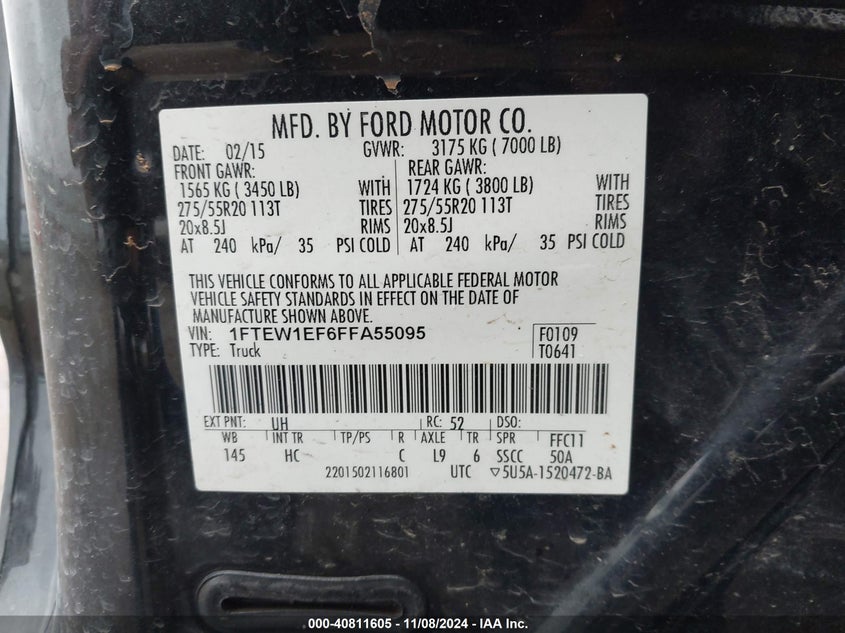 MFD. BY FORD MOTOR CO.
DATE: 02/15 GVWR: 3175 KG ( 7000 LB)
FRONT GAWR: REAR GAWR:
1565 KG ( 3450 LB) WITH 1724 KG ( 3800 LB) WITH
275/55R20 113T TIRES 275/55R20 113T TIRES
20x8.5J RIMS 20x8.5J RIMS
AT 240 kPa/ 35 PSI COLD AT 240 kPa/ 35 PSI COLD
THIS VEHICLE CONFORMS TO ALL APPLICABLE FEDERAL MOTOR
VEHICLE SAFETY STANDARDS IN EFFECT ON THE DATE OF
MANUFACTURE SHOWN ABOVE.
VIN: 1FTEW1EF6FFA55095 F0109
TYPE: Truck T0641
EXT PNT: UH RC: 52 DSO:
WB INT TR TP/PS R AXLE TR SPR FFC11
145 HC C L9 6 SSCC 50A
2201502116801 UTC ▽5U5A-1520472-BA
000-40811605 - 11/08/2024 - IAA Inc.